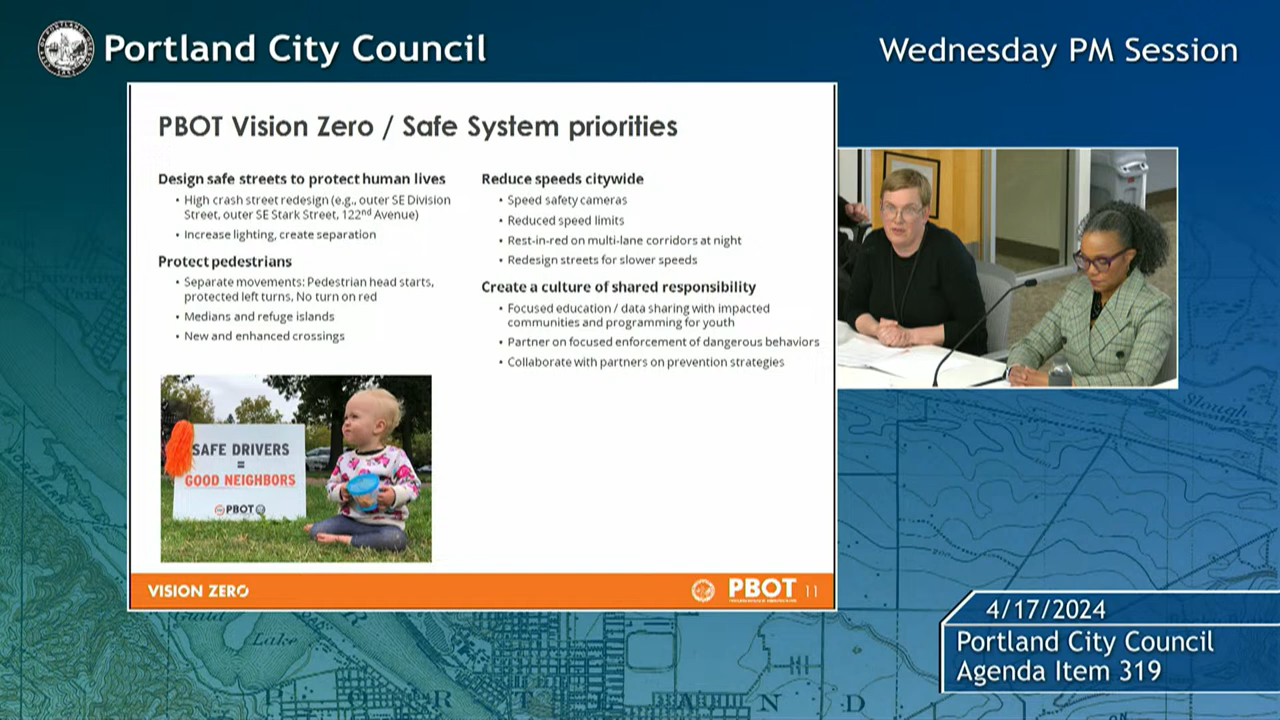 Portland City Council
Wednesday PM Session
PBOT Vision Zero / Safe System priorities
Design safe streets to protect human lives
• High crash street redesign (e.g., outer SE Division
Street, outer SE Stark Street, 122nd Avenue)
• Increase lighting, create separation
Protect pedestrians
• Separate movements: Pedestrian head starts,
protected left turns, No turn on red
• Medians and refuge islands
• New and enhanced crossings
Reduce speeds citywide
• Speed safety cameras
• Reduced speed limits
• Rest-in-red on multi-lane corridors at night
• Redesign streets for slower speeds
Create a culture of shared responsibility
• Focused education / data sharing with impacted
communities and programming for youth
• Partner on focused enforcement of dangerous behaviors
• Collaborate with partners on prevention strategies
SAFE DRIVERS
=
GOOD NEIGHBORS
PBOT
VISION ZERO
PBOT
11
4/17/2024
Portland City Council
Agenda Item 319
Slough
Guild
Lake
R T L A N D